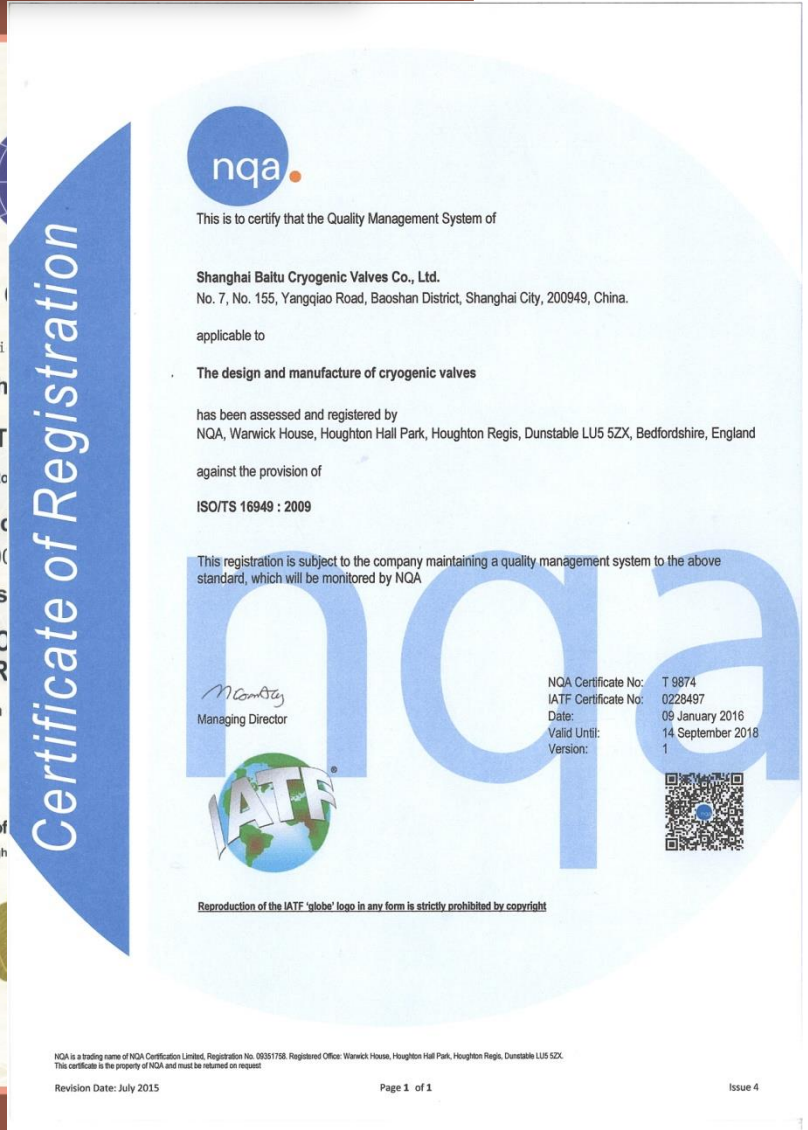 Certificate of Registration
nqa.
This is to certify that the Quality Management System of
Shanghai Baitu Cryogenic Valves Co., Ltd.
No. 7, No. 155, Yangqiao Road, Baoshan District, Shanghai City, 200949, China.
applicable to
The design and manufacture of cryogenic valves
has been assessed and registered by
NQA, Warwick House, Houghton Hall Park, Houghton Regis, Dunstable LU5 5ZX, Bedfordshire, England
against the provision of
ISO/TS 16949 : 2009
nqa
This registration is subject to the company maintaining a quality management system to the above
standard, which will be monitored by NQA
Managing Director
NQA Certificate No: T 9874
IATF Certificate No: 0228497
Date: 09 January 2016
Valid Until: 14 September 2018
Version: 1
IATF®
Reproduction of the IATF 'globe' logo in any form is strictly prohibited by copyright
NQA is a trading name of NQA Certification Limited, Registration No. 09351758. Registered Office: Warwick House, Houghton Hall Park, Houghton Regis, Dunstable LU5 5ZX.
This certificate is the property of NQA and must be returned on request
Revision Date: July 2015 Page 1 of 1 Issue 4